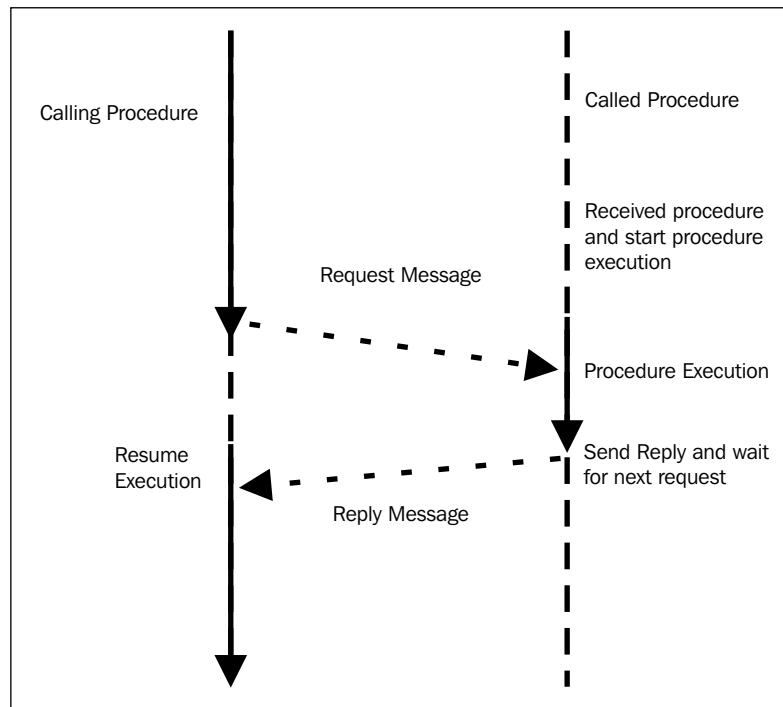 Calling Procedure
Called Procedure
Received procedure
and start procedure
execution
Request Message
Procedure Execution
Resume
Execution
Send Reply and wait
for next request
Reply Message